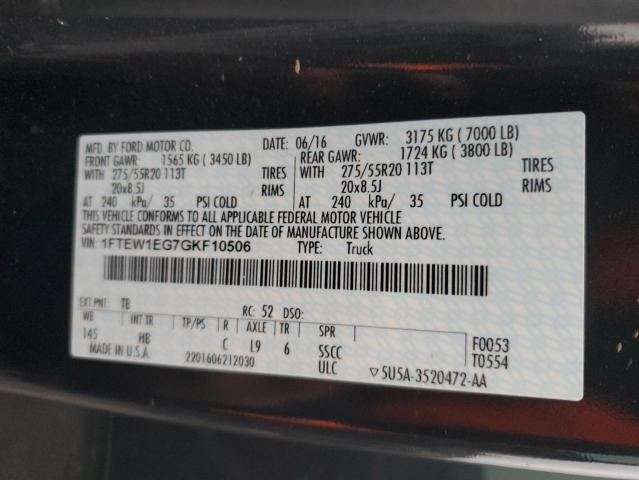 MFD. BY FORD MOTOR CO. 06/16 GVWR: 3175 KG ( 7000 LB)
FRONT GAWR: 1565 KG ( 3450 LB) REAR GAWR: 1724 KG ( 3800 LB)
WITH 275/55R20 113T TIRES WITH 275/55R20 113T TIRES
20x8.5J RIMS 20x8.5J RIMS
AT 240 kPa/ 35 PSI COLD AT 240 kPa/ 35 PSI COLD
THIS VEHICLE CONFORMS TO ALL APPLICABLE FEDERAL MOTOR VEHICLE
SAFETY STANDARDS IN EFFECT ON THE DATE OF MANUFACTURE SHOWN ABOVE.
VIN: 1FTEW1EG7GKF10506 TYPE: Truck
EXT PNT: TB RC: 52 DSO:
WB INT TR TP/PS R AXLE TR SPR
145 HB C L9 6 SSCC F0053
MADE IN U.S.A. 2201606212030 ULC T0554
▽5U5A-3520472-AA